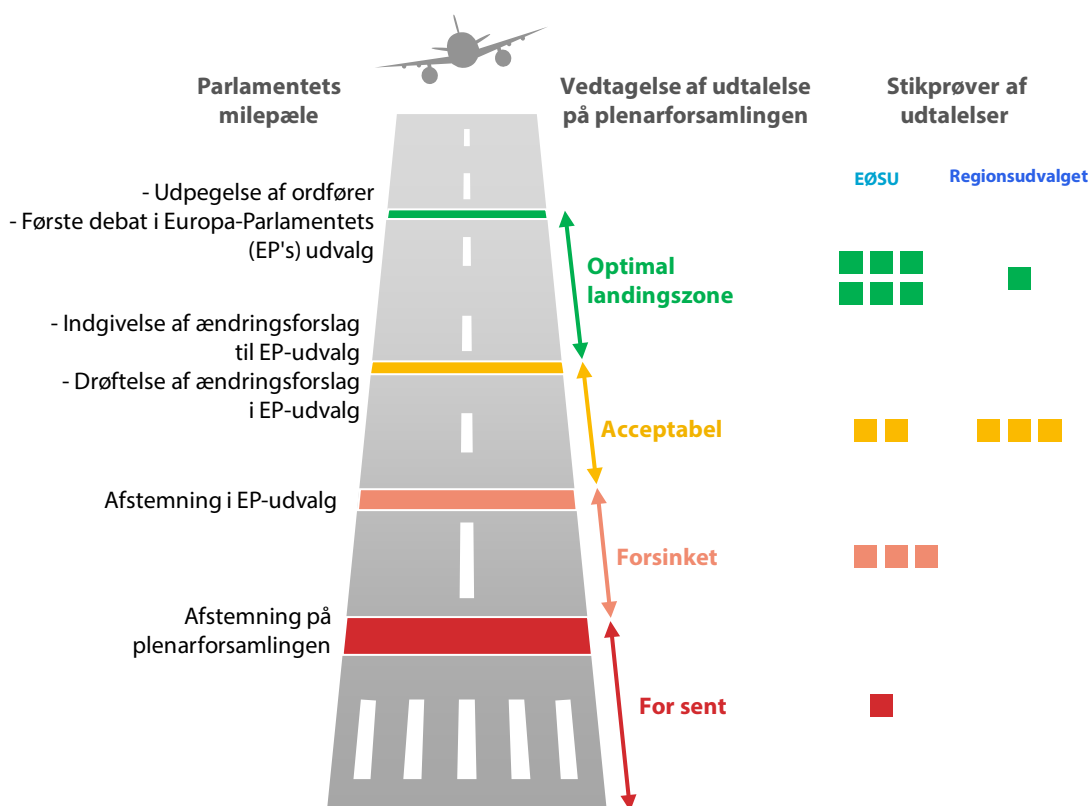 Parlamentets
milepæle
Vedtagelse af udtalelse
på plenarforsamlingen
Stikprøver af
udtalelser
EØSU
Regionsudvalget
- Udpegelse af ordfører
- Første debat i Europa-Parlamentets
(EP's) udvalg
Optimal
landingszone
- Indgivelse af ændringsforslag
til EP-udvalg
- Drøftelse af ændringsforslag
i EP-udvalg
Acceptabel
Afstemning i EP-udvalg
Forsinket
Afstemning på
plenarforsamlingen
For sent